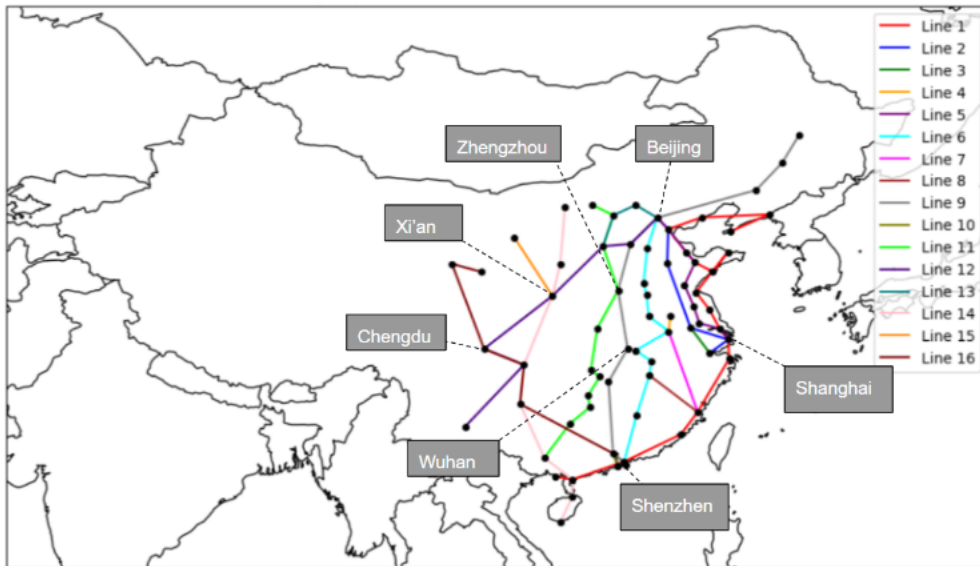 Zhengzhou
Beijing
Xi'an
Chengdu
Wuhan
Shanghai
Shenzhen
Line 1
Line 2
Line 3
Line 4
Line 5
Line 6
Line 7
Line 8
Line 9
Line 10
Line 11
Line 12
Line 13
Line 14
Line 15
Line 16